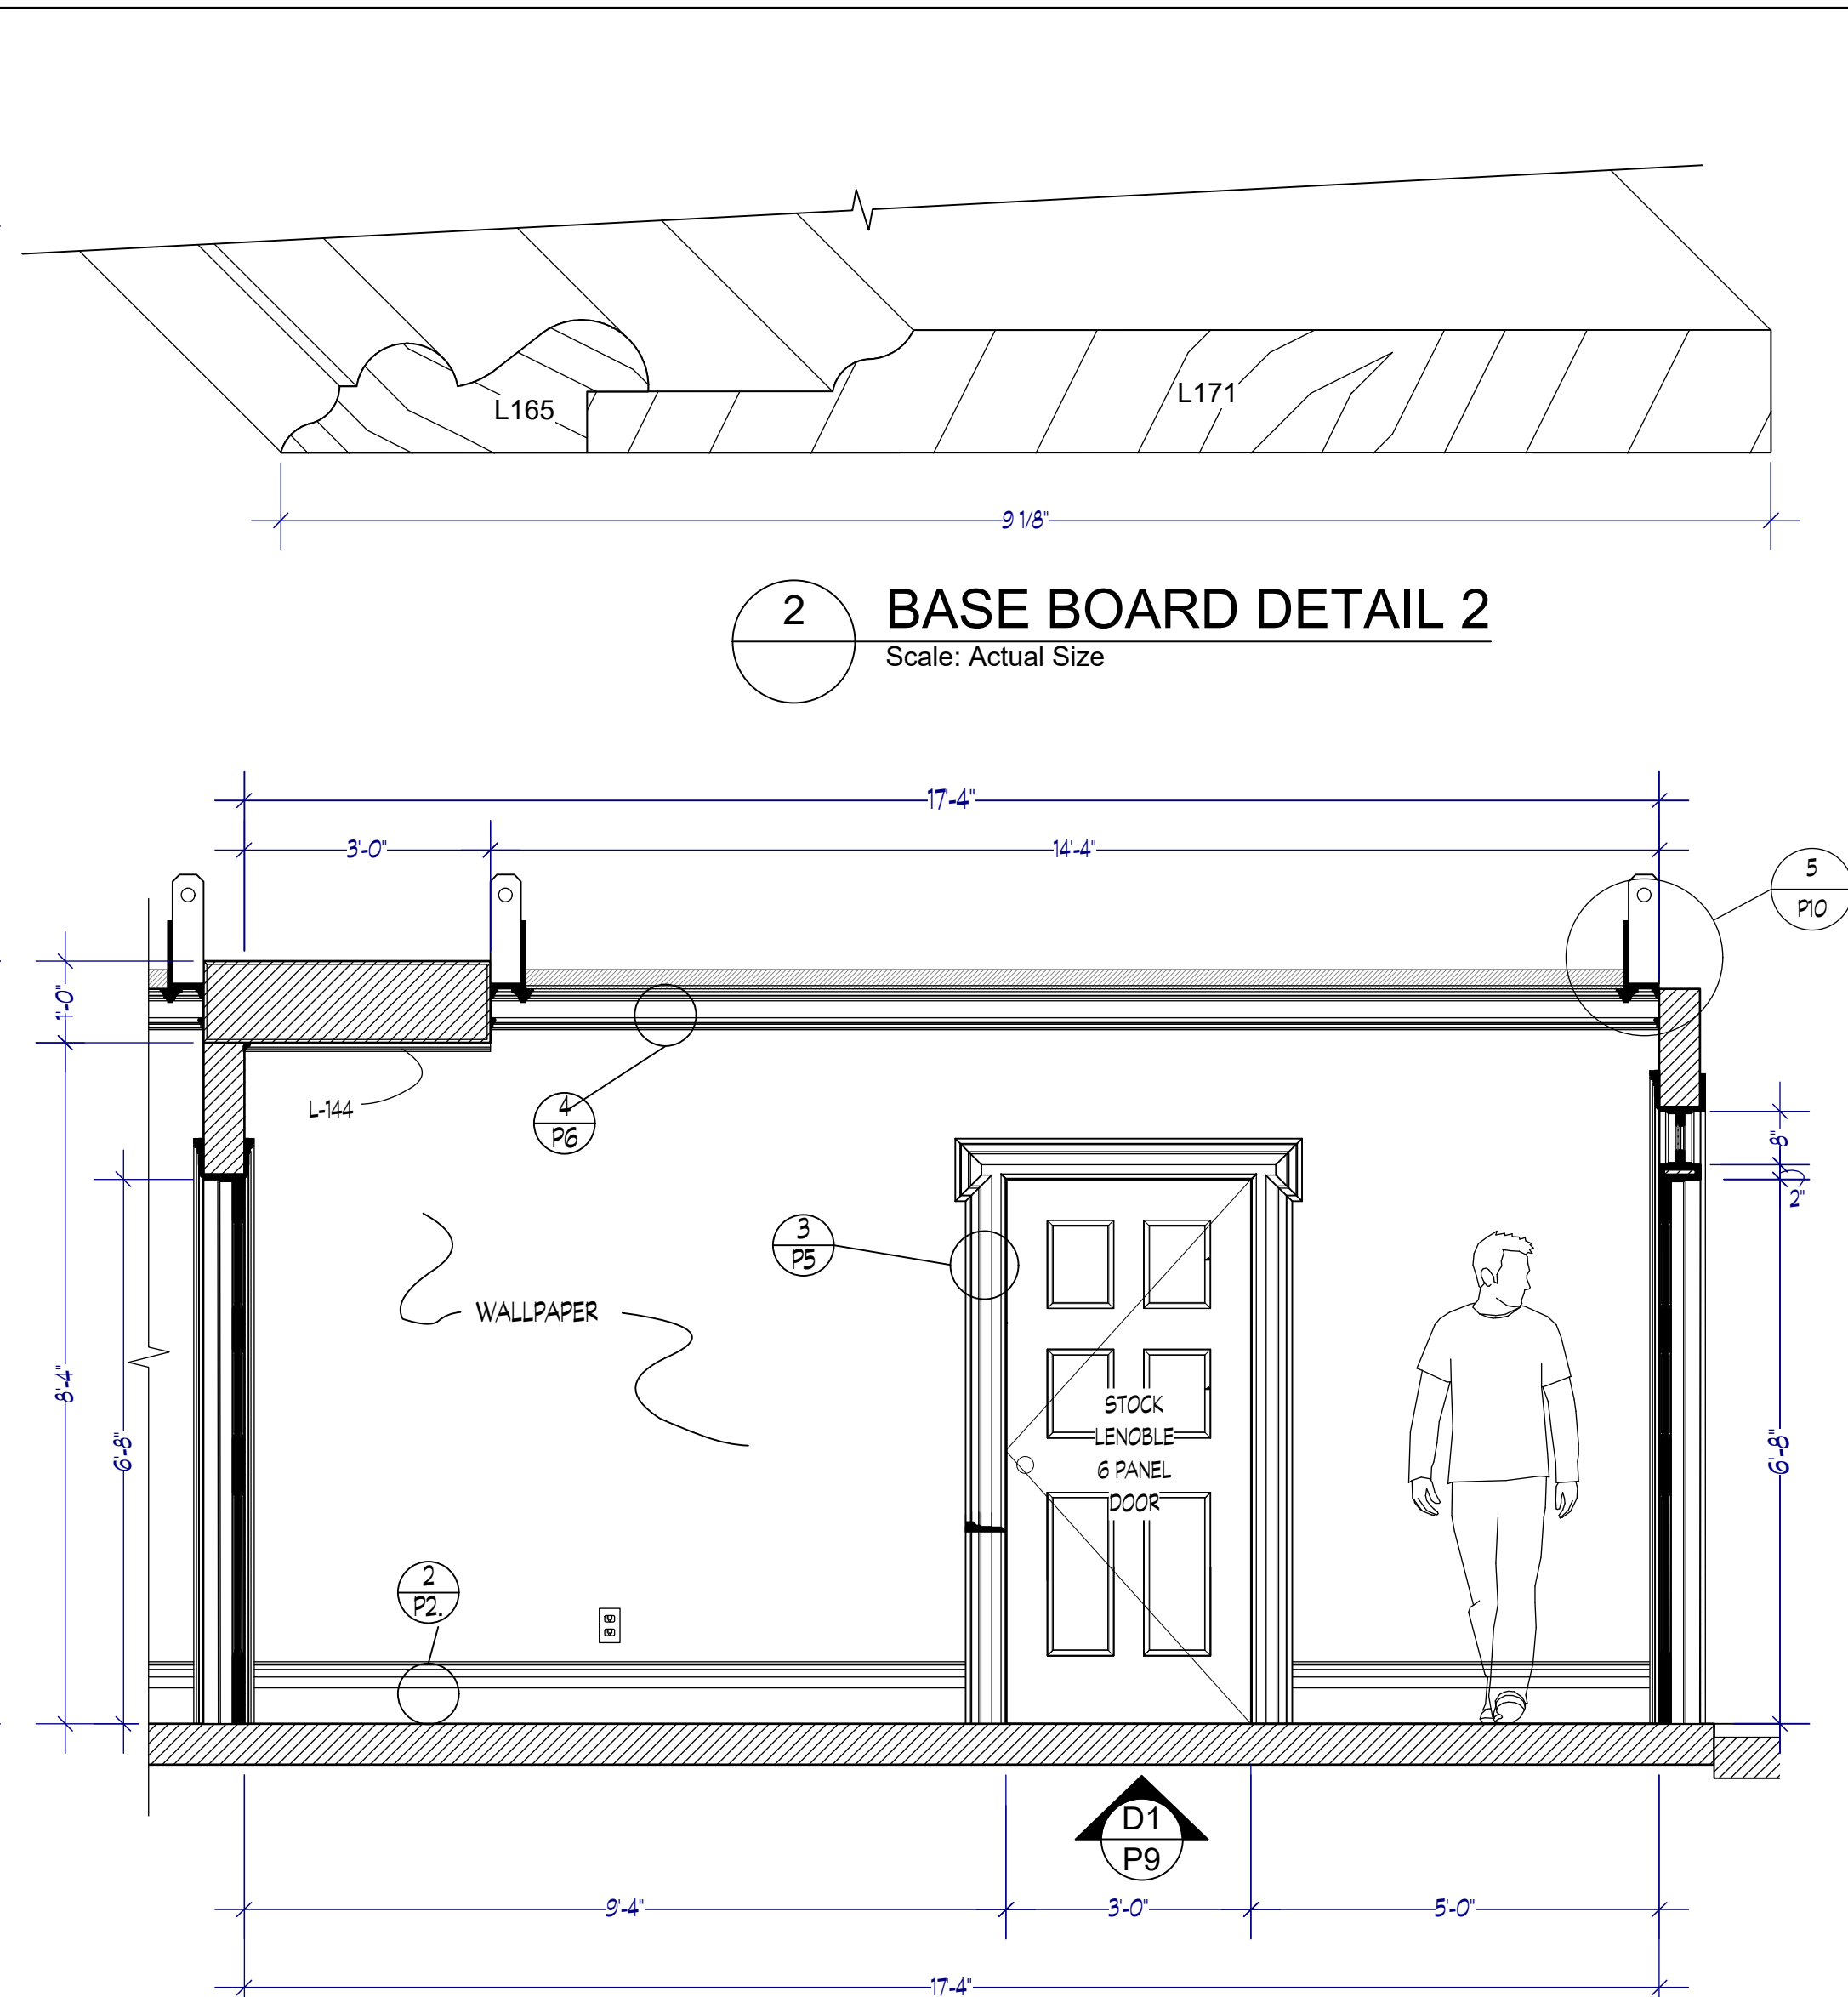 L165
L171
9 1/8"
2
BASE BOARD DETAIL 2
Scale: Actual Size
17'-4"
3'-0"
14'-4"
5
P10
1'-0"
L-144
4
P6
8"
2"
3
P5
WALLPAPER
8'-4"
6'-8"
STOCK
LENOBLE
6 PANEL
DOOR
6'-8"
2
P2.
D1
P9
9'-4"
3'-0"
5'-0"
17'-4"